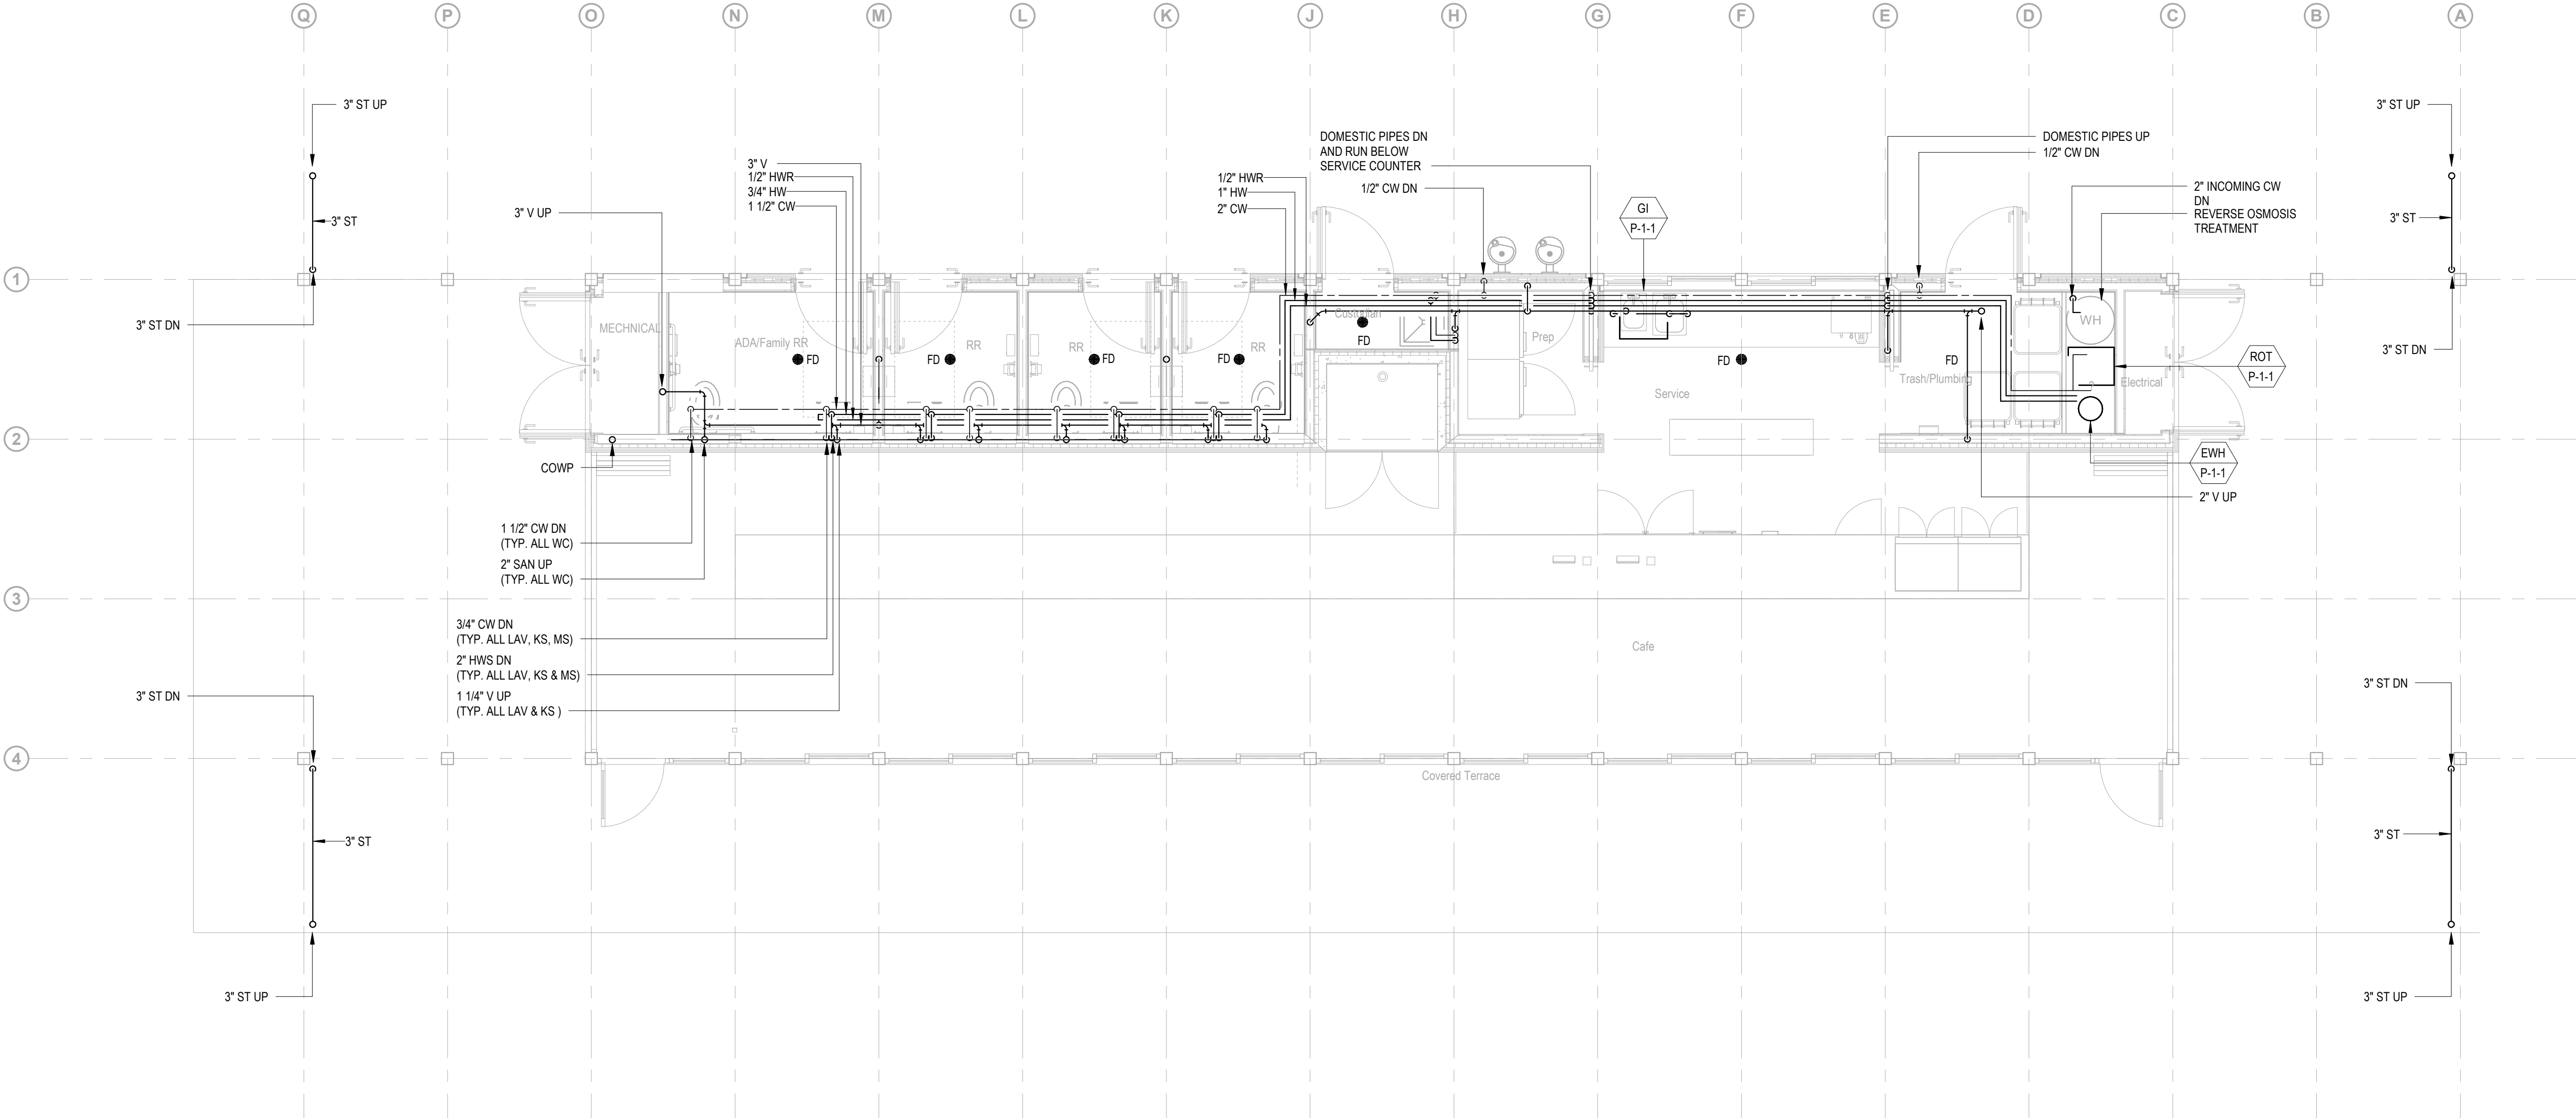 Q
P
O
N
M
L
K
J
H
G
F
E
D
C
B
A
3" ST UP
3" ST UP
DOMESTIC PIPES DN
AND RUN BELOW
SERVICE COUNTER
DOMESTIC PIPES UP
1/2" CW DN
3" V
1/2" HWR
3/4" HW
1 1/2" CW
1/2" HWR
1" HW
2" CW
1/2" CW DN
2" INCOMING CW
DN
REVERSE OSMOSIS
TREATMENT
3" V UP
GI
P-1-1
3" ST
3" ST
1
3" ST DN
3" ST DN
MECHNICAL
ADA/Family RR
FD
RR
FD
RR
FD
RR
FD
Custodian
FD
Prep
Service
FD
Trash/Plumbing
FD
WH
Electrical
ROT
P-1-1
2
COWP
EWH
P-1-1
2" V UP
1 1/2" CW DN
(TYP. ALL WC)
2" SAN UP
(TYP. ALL WC)
3
3/4" CW DN
(TYP. ALL LAV, KS, MS)
2" HWS DN
(TYP. ALL LAV, KS & MS)
1 1/4" V UP
(TYP. ALL LAV & KS )
Cafe
3" ST DN
3" ST DN
4
Covered Terrace
3" ST
3" ST
3" ST UP
3" ST UP